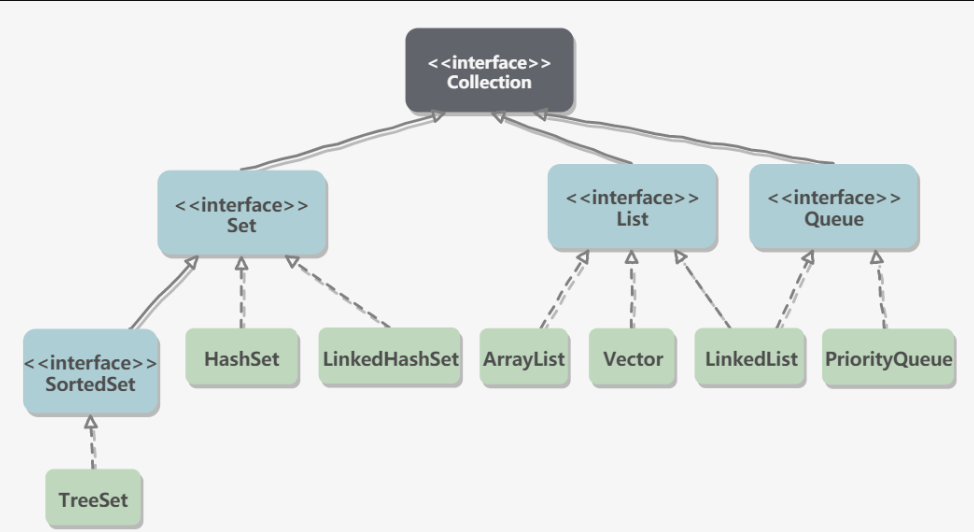 <<interface>>
Collection
<<interface>>
Set
<<interface>>
List
<<interface>>
Queue
<<interface>>
SortedSet
HashSet
LinkedHashSet
ArrayList
Vector
LinkedList
PriorityQueue
TreeSet